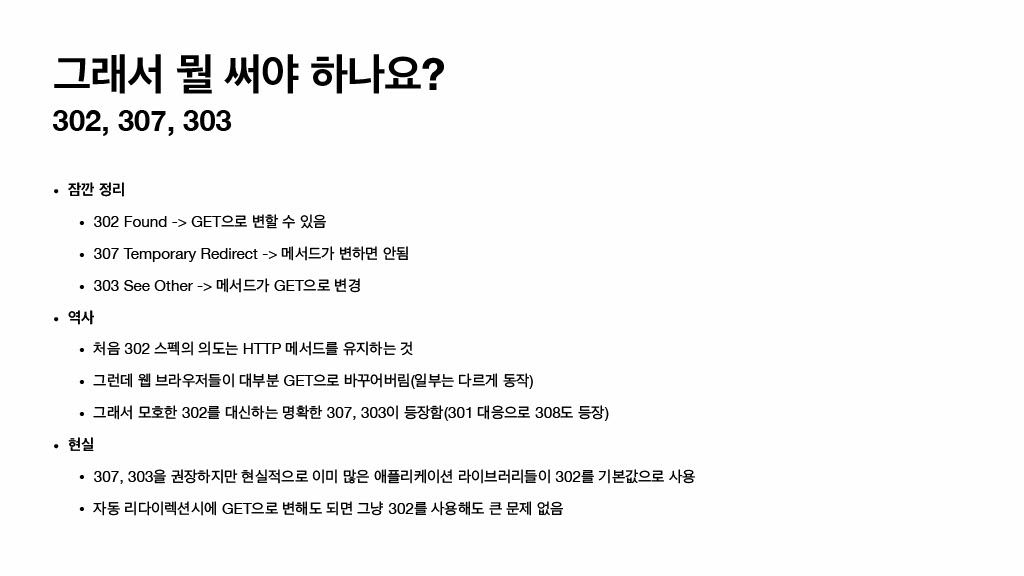 그래서 뭘 써야 하나요?
302, 307, 303
• 잠깐 정리
• 302 Found -> GET으로 변할 수 있음
• 307 Temporary Redirect -> 메서드가 변하면 안됨
• 303 See Other -> 메서드가 GET으로 변경
• 역사
• 처음 302 스펙의 의도는 HTTP 메서드를 유지하는 것
• 그런데 웹 브라우저들이 대부분 GET으로 바꾸어버림(일부는 다르게 동작)
• 그래서 모호한 302를 대신하는 명확한 307, 303이 등장함(301 대응으로 308도 등장)
• 현실
• 307, 303을 권장하지만 현실적으로 이미 많은 애플리케이션 라이브러리들이 302를 기본값으로 사용
• 자동 리다이렉션시에 GET으로 변해도 되면 그냥 302를 사용해도 큰 문제 없음